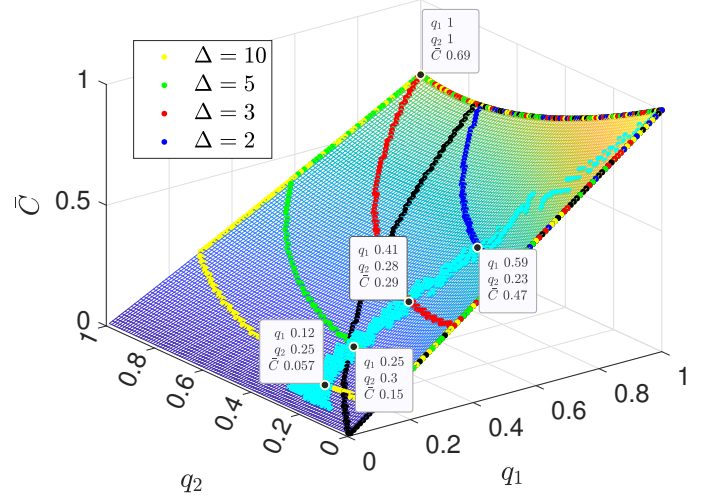 q₁ 1
q₂ 1
C̄ 0.69
Δ = 10
Δ = 5
Δ = 3
Δ = 2
1
0.5
0
C̄
q₁ 0.41
q₂ 0.28
C̄ 0.29
q₁ 0.59
q₂ 0.23
C̄ 0.47
q₁ 0.12
q₂ 0.25
C̄ 0.057
q₁ 0.25
q₂ 0.3
C̄ 0.15
1
0.8
0.6
0.4
0.2
0
q₂
0
0.2
0.4
0.6
0.8
1
q₁